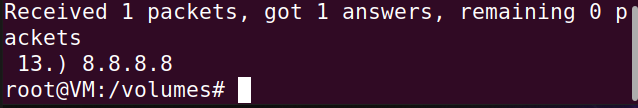 Received 1 packets, got 1 answers, remaining 0 p
ackets
 13.) 8.8.8.8
root@VM:/volumes#